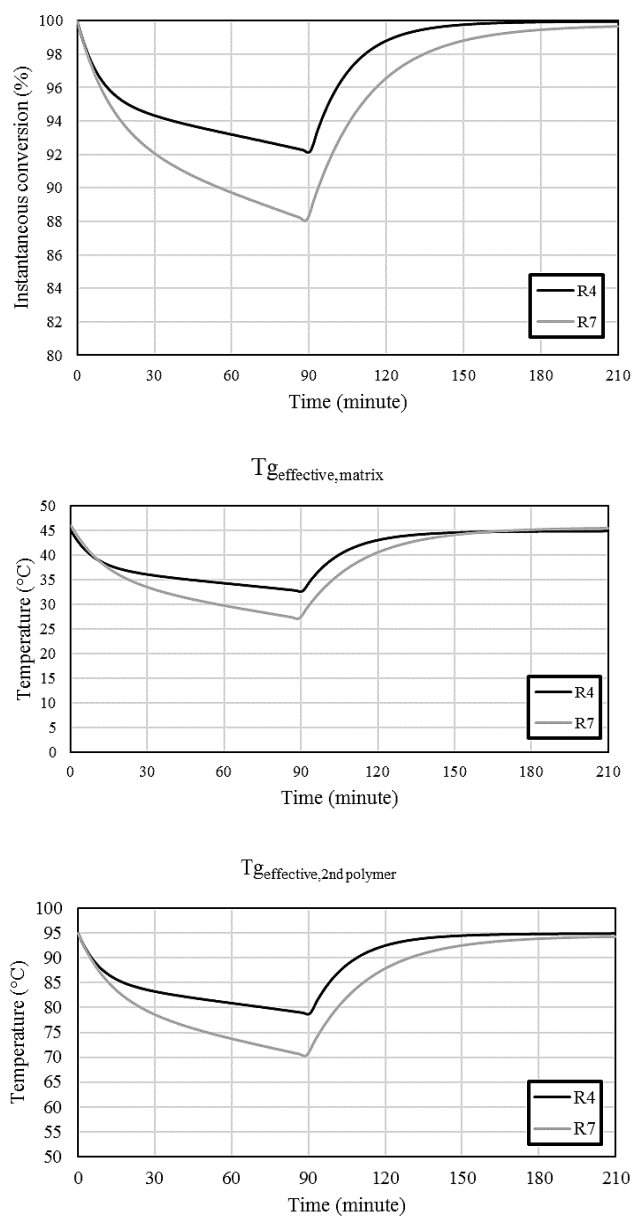 Instantaneous conversion (%)
100
98
96
94
92
90
88
86
84
82
80
R4
R7
0 30 60 90 120 150 180 210
Time (minute)
Tgeffective,matrix
Temperature (°C)
50
45
40
35
30
25
20
15
10
5
0
R4
R7
0 30 60 90 120 150 180 210
Time (minute)
Tgeffective,2nd polymer
Temperature (°C)
100
95
90
85
80
75
70
65
60
55
50
R4
R7
0 30 60 90 120 150 180 210
Time (minute)